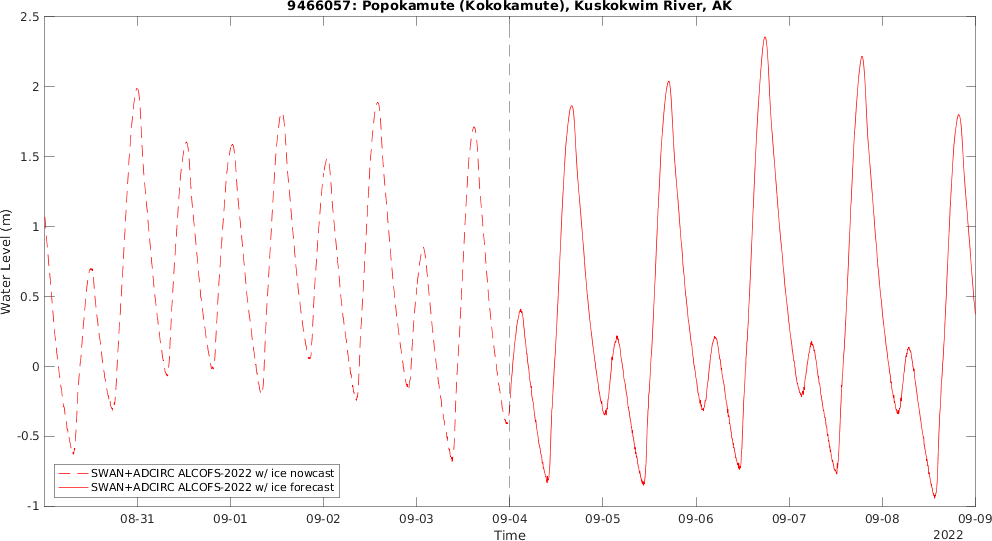 9466057: Popokamute (Kokokamute), Kuskokwim River, AK
2.5
2
1.5
1
0.5
0
-0.5
-1
Water Level (m)
SWAN+ADCIRC ALCOFS-2022 w/ ice nowcast
SWAN+ADCIRC ALCOFS-2022 w/ ice forecast
08-31 09-01 09-02 09-03 09-04 09-05 09-06 09-07 09-08 09-09
Time
2022